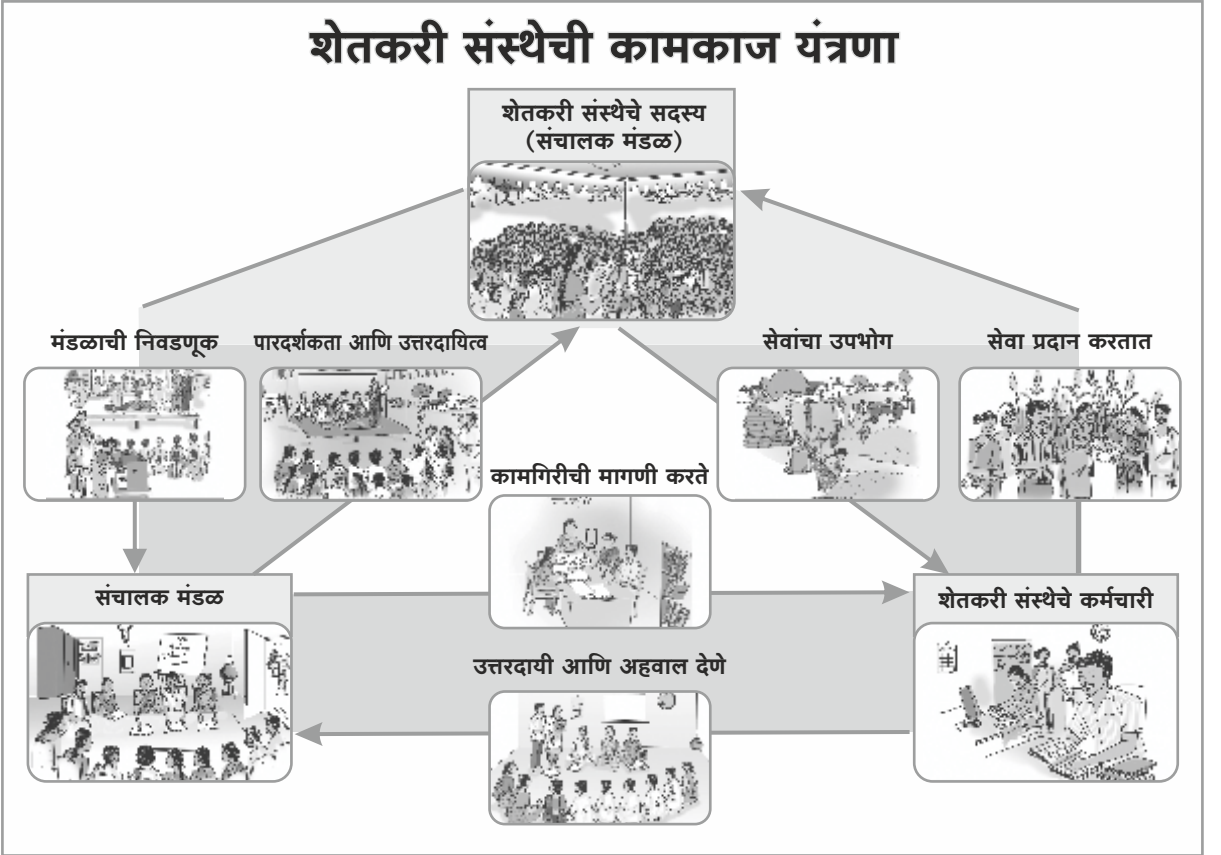 शेतकरी संस्थेची कामकाज यंत्रणा
शेतकरी संस्थेचे सदस्य
(संचालक मंडळ)
मंडळाची निवडणूक
पारदर्शकता आणि उत्तरदायित्व
सेवांचा उपभोग
सेवा प्रदान करतात
कामगिरीची मागणी करते
संचालक मंडळ
शेतकरी संस्थेचे कर्मचारी
उत्तरदायी आणि अहवाल देणे